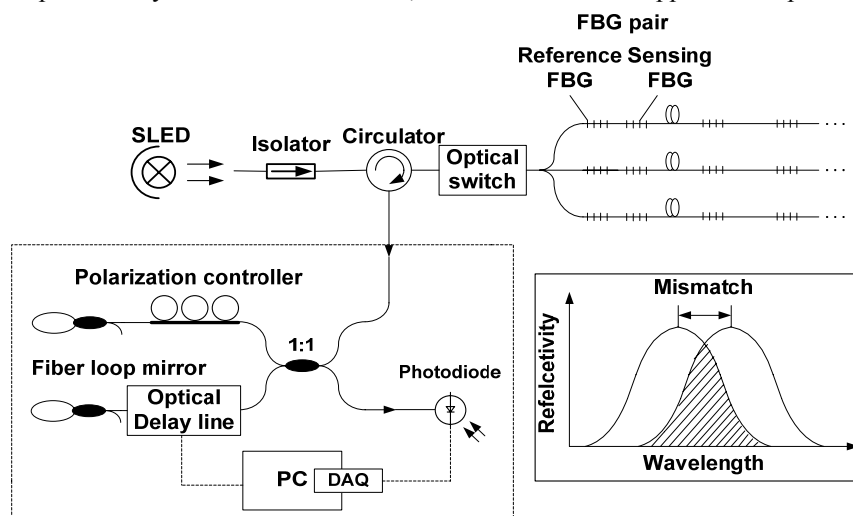 FBG pair
Reference Sensing
FBG FBG
SLED
Isolator
Circulator
Optical
switch
...
...
...
Polarization controller
1:1
Fiber loop mirror
Optical
Delay line
Photodiode
PC
DAQ
Mismatch
Refelcetivity
Wavelength